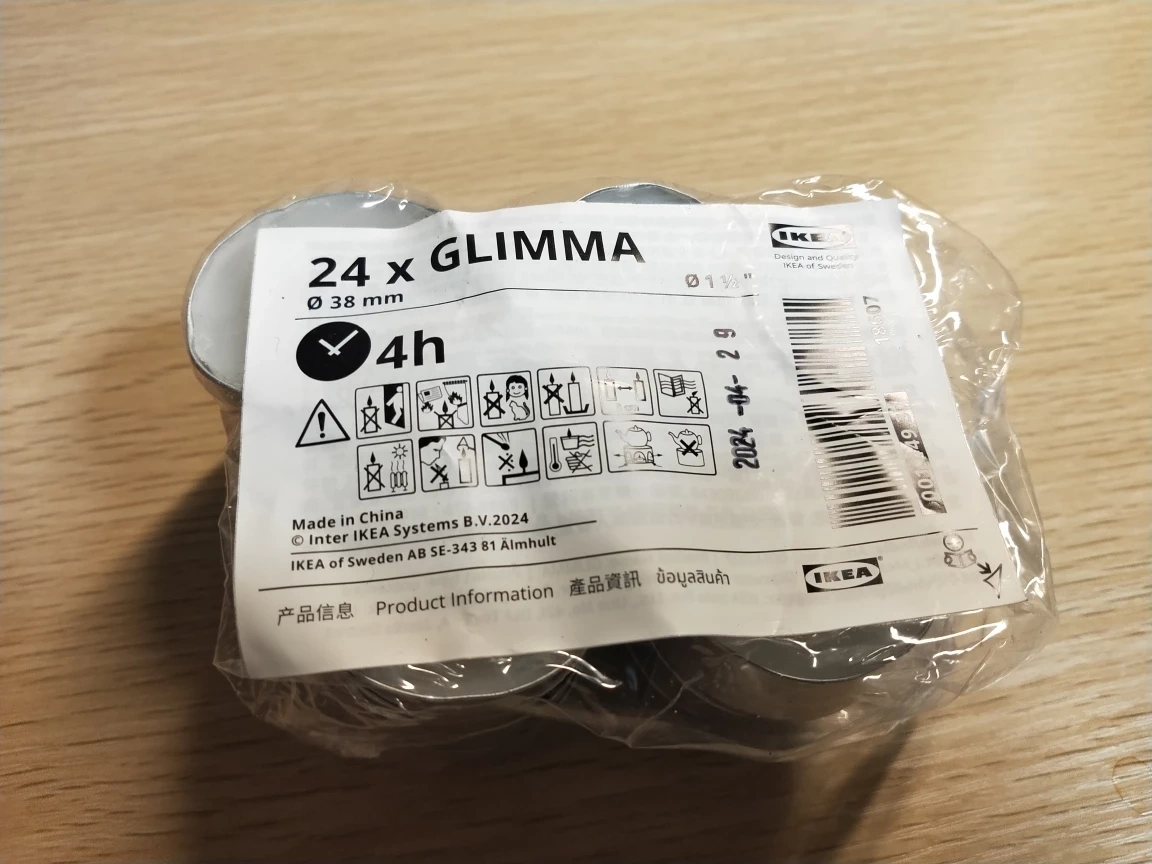 24 x GLIMMA
Ø 38 mm
Ø 1 ½ "
IKEA
Design and Quality
IKEA of Sweden
4h
2024 -04- 2 9
Made in China
© Inter IKEA Systems B.V.2024
IKEA of Sweden AB SE-343 81 Älmhult
产品信息 Product Information 產品資訊 ข้อมูลสินค้า
IKEA